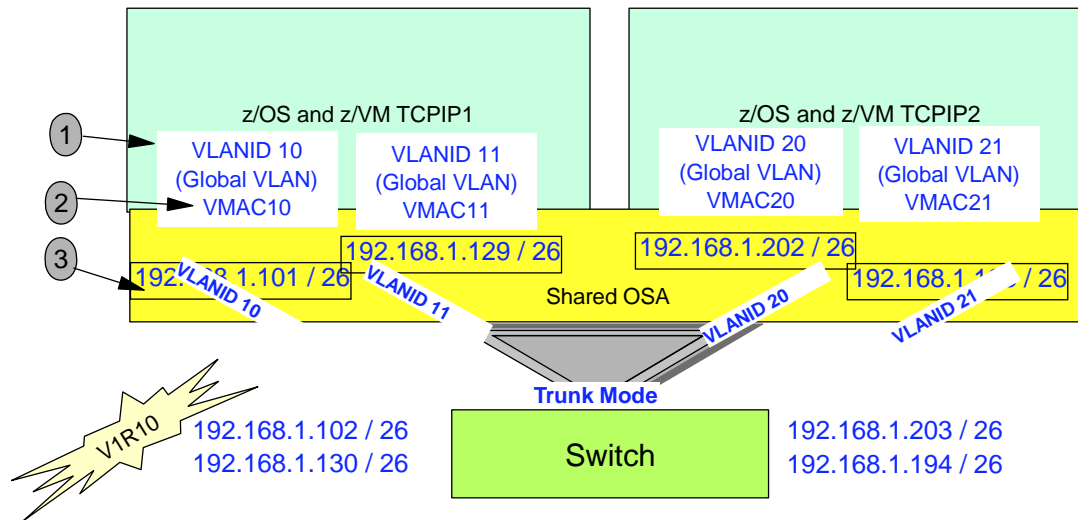 z/OS and z/VM TCPIP1
z/OS and z/VM TCPIP2
1
VLANID 10
(Global VLAN)
VMAC10
VLANID 11
(Global VLAN)
VMAC11
VLANID 20
(Global VLAN)
VMAC20
VLANID 21
(Global VLAN)
VMAC21
2
3
192.168.1.101 / 26
192.168.1.129 / 26
192.168.1.202 / 26
/ 26
VLANID 10
VLANID 11
Shared OSA
VLANID 20
VLANID 21
Trunk Mode
V1R10
192.168.1.102 / 26
192.168.1.130 / 26
Switch
192.168.1.203 / 26
192.168.1.194 / 26